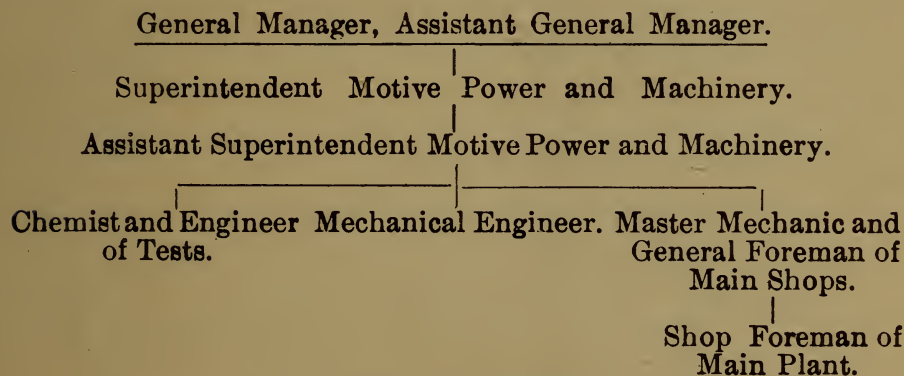 General Manager, Assistant General Manager.
Superintendent Motive Power and Machinery.
Assistant Superintendent Motive Power and Machinery.
Chemist and Engineer Mechanical Engineer. Master Mechanic and
of Tests. General Foreman of
Main Shops.
Shop Foreman of
Main Plant.